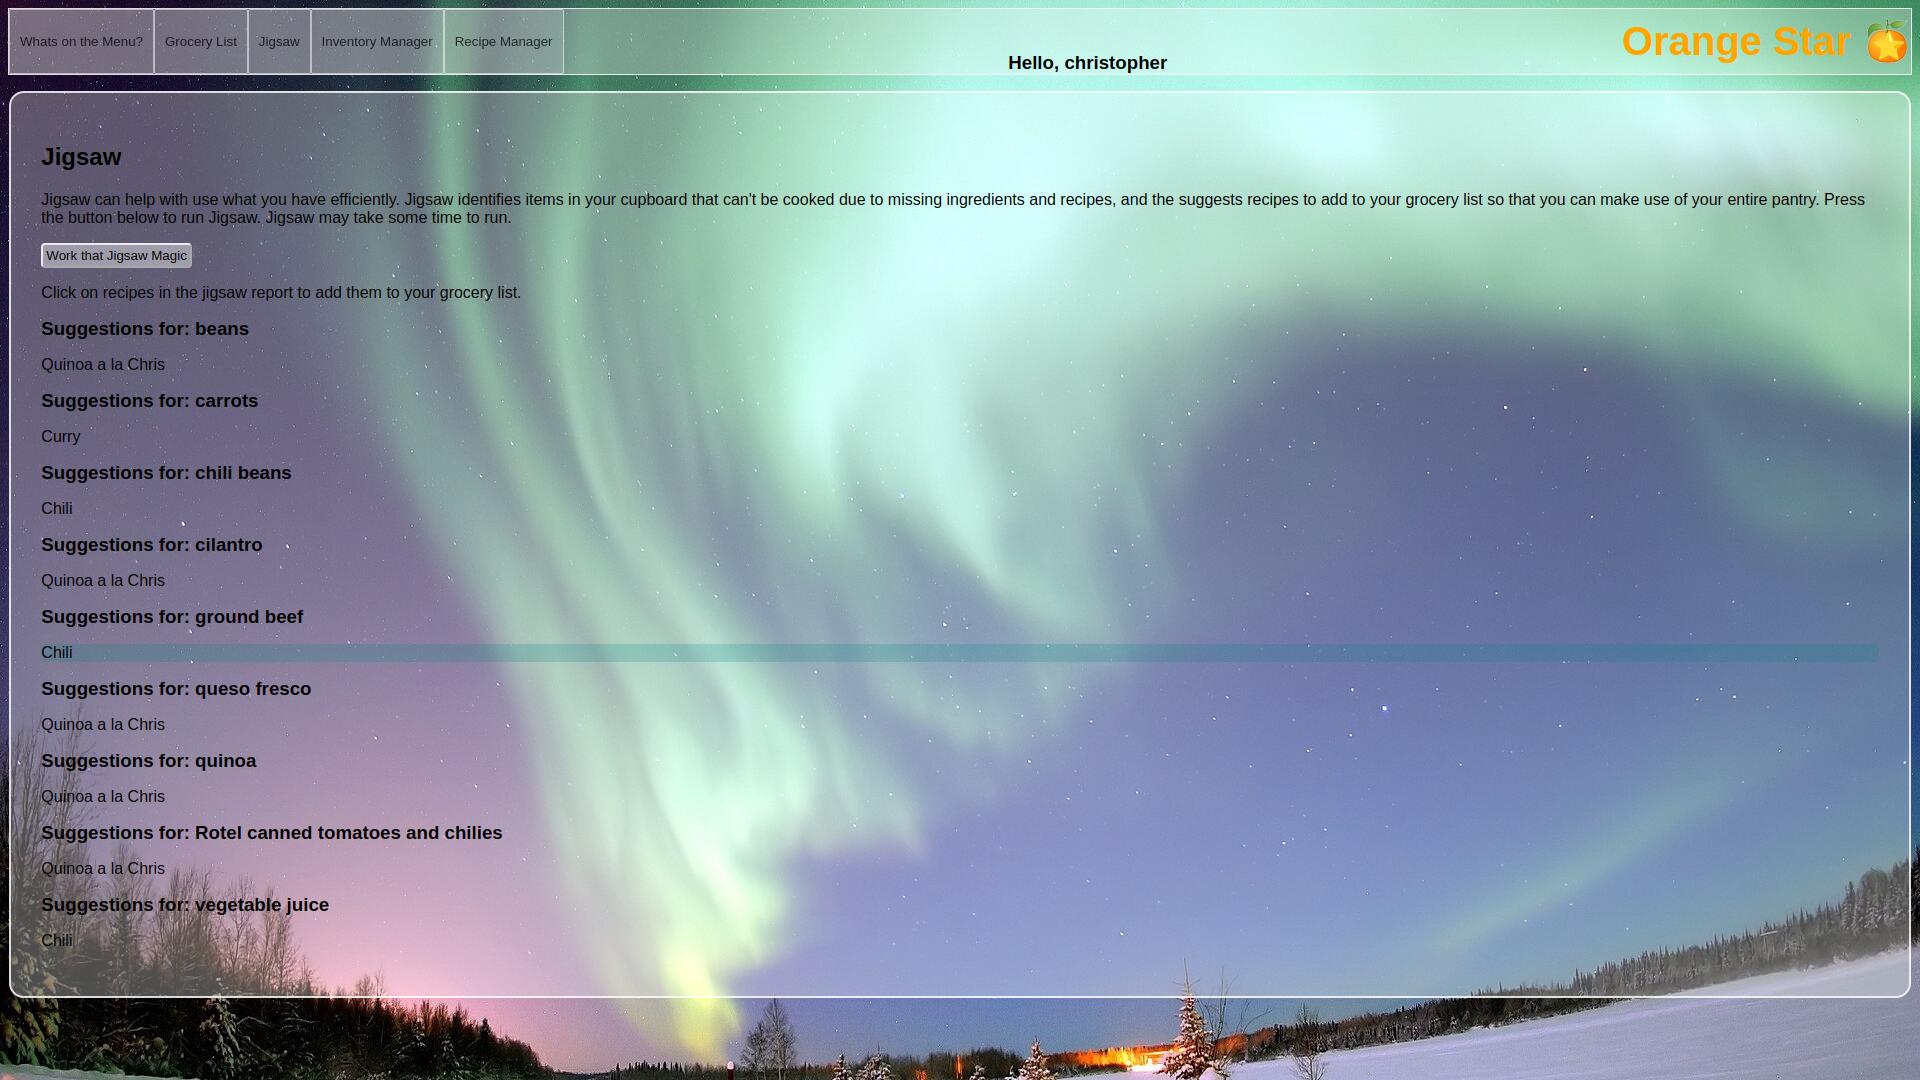 Whats on the Menu?
Grocery List
Jigsaw
Inventory Manager
Recipe Manager
Hello, christopher
Orange Star
Jigsaw
Jigsaw can help with use what you have efficiently. Jigsaw identifies items in your cupboard that can't be cooked due to missing ingredients and recipes, and the suggests recipes to add to your grocery list so that you can make use of your entire pantry. Press
the button below to run Jigsaw. Jigsaw may take some time to run.
Work that Jigsaw Magic
Click on recipes in the jigsaw report to add them to your grocery list.
Suggestions for: beans
Quinoa a la Chris
Suggestions for: carrots
Curry
Suggestions for: chili beans
Chili
Suggestions for: cilantro
Quinoa a la Chris
Suggestions for: ground beef
Chili
Suggestions for: queso fresco
Quinoa a la Chris
Suggestions for: quinoa
Quinoa a la Chris
Suggestions for: Rotel canned tomatoes and chilies
Quinoa a la Chris
Suggestions for: vegetable juice
Chili